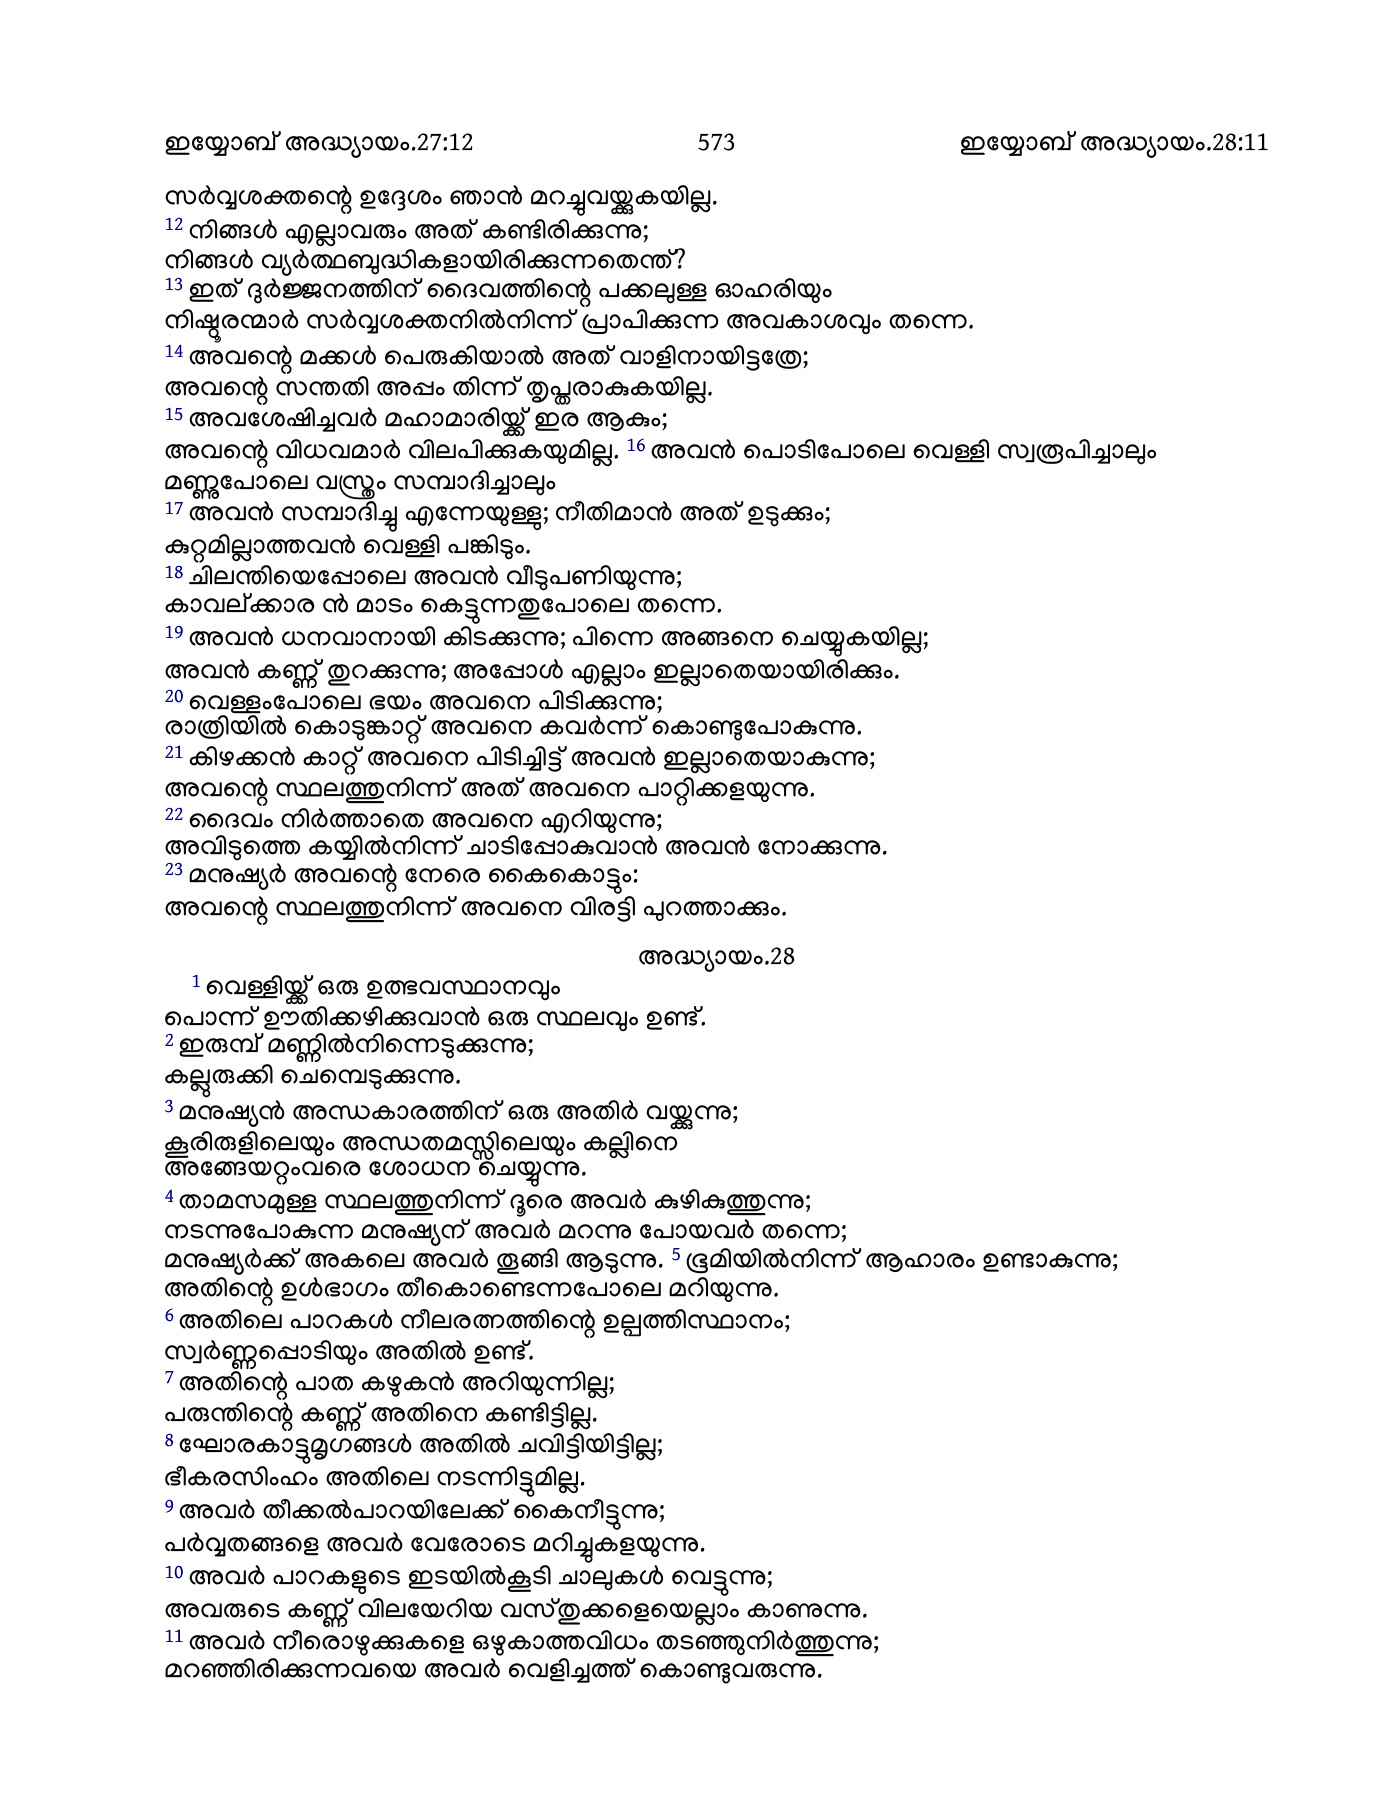 ഇയ്യോബ് അദ്ധ്യായം.27:12 573 ഇയ്യോബ് അദ്ധ്യായം.28:11
സർവ്വശക്തന്റെ ഉദ്ദേശം ഞാൻ മറച്ചുവയ്ക്കുകയില്ല.
12 നിങ്ങൾ എല്ലാവരും അത് കണ്ടിരിക്കുന്നു;
നിങ്ങൾ വ്യർത്ഥബുദ്ധികളായിരിക്കുന്നതെന്ത്?
13 ഇത് ദുർജ്ജനത്തിന് ദൈവത്തിന്റെ പക്കലുള്ള ഓഹരിയും
നിഷ്ഠൂരന്മാർ സർവ്വശക്തനിൽനിന്ന് പ്രാപിക്കുന്ന അവകാശവും തന്നെ.
14 അവന്റെ മക്കൾ പെരുകിയാൽ അത് വാളിനായിട്ടത്രേ;
അവന്റെ സന്തതി അപ്പം തിന്ന് തൃപ്തരാകുകയില്ല.
15 അവശേഷിച്ചവർ മഹാമാരിയ്ക്ക് ഇര ആകും;
അവന്റെ വിധവമാർ വിലപിക്കുകയുമില്ല. 16 അവൻ പൊടിപോലെ വെള്ളി സ്വരൂപിച്ചാലും
മണ്ണുപോലെ വസ്ത്രം സമ്പാദിച്ചാലും
17 അവൻ സമ്പാദിച്ചു എന്നേയുള്ളു; നീതിമാൻ അത് ഉടുക്കും;
കുറ്റമില്ലാത്തവൻ വെള്ളി പങ്കിടും.
18 ചിലന്തിയെപ്പോലെ അവൻ വീടുപണിയുന്നു;
കാവല്ക്കാര ൻ മാടം കെട്ടുന്നതുപോലെ തന്നെ.
19 അവൻ ധനവാനായി കിടക്കുന്നു; പിന്നെ അങ്ങനെ ചെയ്യുകയില്ല;
അവൻ കണ്ണ് തുറക്കുന്നു; അപ്പോൾ എല്ലാം ഇല്ലാതെയായിരിക്കും.
20 വെള്ളംപോലെ ഭയം അവനെ പിടിക്കുന്നു;
രാത്രിയിൽ കൊടുങ്കാറ്റ് അവനെ കവർന്ന് കൊണ്ടുപോകുന്നു.
21 കിഴക്കൻ കാറ്റ് അവനെ പിടിച്ചിട്ട് അവൻ ഇല്ലാതെയാകുന്നു;
അവന്റെ സ്ഥലത്തുനിന്ന് അത് അവനെ പാറ്റിക്കളയുന്നു.
22 ദൈവം നിർത്താതെ അവനെ എറിയുന്നു;
അവിടുത്തെ കയ്യിൽനിന്ന് ചാടിപ്പോകുവാൻ അവൻ നോക്കുന്നു.
23 മനുഷ്യർ അവന്റെ നേരെ കൈകൊട്ടും:
അവന്റെ സ്ഥലത്തുനിന്ന് അവനെ വിരട്ടി പുറത്താക്കും.
അദ്ധ്യായം.28
1 വെള്ളിയ്ക്ക് ഒരു ഉത്ഭവസ്ഥാനവും
പൊന്ന് ഊതിക്കഴിക്കുവാൻ ഒരു സ്ഥലവും ഉണ്ട്.
2 ഇരുമ്പ് മണ്ണിൽനിന്നെടുക്കുന്നു;
കല്ലുരുക്കി ചെമ്പെടുക്കുന്നു.
3 മനുഷ്യൻ അന്ധകാരത്തിന് ഒരു അതിർ വയ്ക്കുന്നു;
കൂരിരുളിലെയും അന്ധതമസ്സിലെയും കല്ലിനെ
അങ്ങേയറ്റംവരെ ശോധന ചെയ്യുന്നു.
4 താമസമുള്ള സ്ഥലത്തുനിന്ന് ദൂരെ അവർ കുഴികുത്തുന്നു;
നടന്നുപോകുന്ന മനുഷ്യന് അവർ മറന്നു പോയവർ തന്നെ;
മനുഷ്യർക്ക് അകലെ അവർ തൂങ്ങി ആടുന്നു. 5 ഭൂമിയിൽനിന്ന് ആഹാരം ഉണ്ടാകുന്നു;
അതിന്റെ ഉൾഭാഗം തീകൊണ്ടെന്നപോലെ മറിയുന്നു.
6 അതിലെ പാറകൾ നീലരത്നത്തിന്റെ ഉല്പത്തിസ്ഥാനം;
സ്വർണ്ണപ്പൊടിയും അതിൽ ഉണ്ട്.
7 അതിന്റെ പാത കഴുകൻ അറിയുന്നില്ല;
പരുന്തിന്റെ കണ്ണ് അതിനെ കണ്ടിട്ടില്ല.
8 ഘോരകാട്ടുമൃഗങ്ങൾ അതിൽ ചവിട്ടിയിട്ടില്ല;
ഭീകരസിംഹം അതിലെ നടന്നിട്ടുമില്ല.
9 അവർ തീക്കൽപാറയിലേക്ക് കൈനീട്ടുന്നു;
പർവ്വതങ്ങളെ അവർ വേരോടെ മറിച്ചുകളയുന്നു.
10 അവർ പാറകളുടെ ഇടയിൽകൂടി ചാലുകൾ വെട്ടുന്നു;
അവരുടെ കണ്ണ് വിലയേറിയ വസ്തുക്കളെയെല്ലാം കാണുന്നു.
11 അവർ നീരൊഴുക്കുകളെ ഒഴുകാത്തവിധം തടഞ്ഞുനിർത്തുന്നു;
മറഞ്ഞിരിക്കുന്നവയെ അവർ വെളിച്ചത്ത് കൊണ്ടുവരുന്നു.